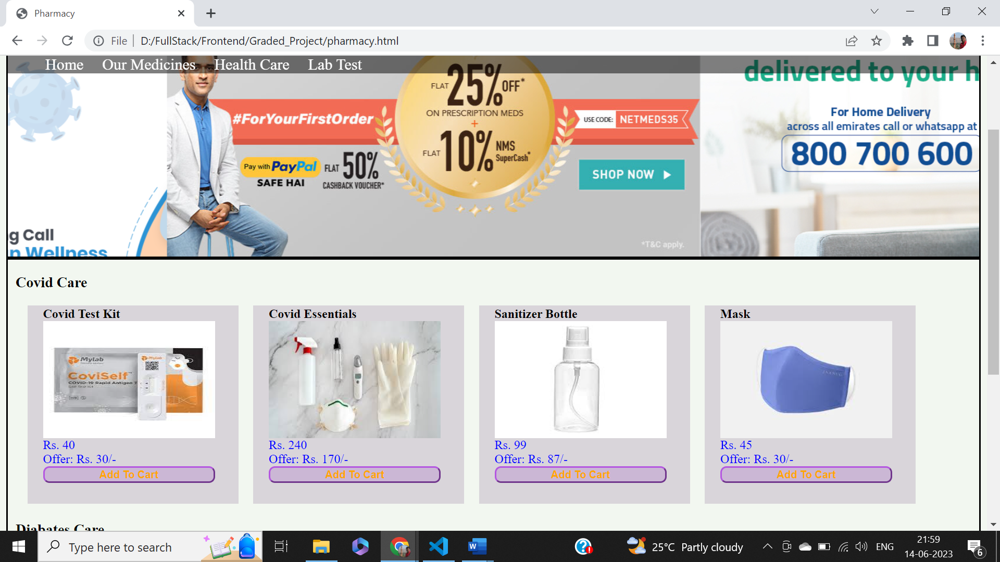 Pharmacy
File
D:/FullStack/Frontend/Graded_Project/pharmacy.html
Home
Our Medicines
Health Care
Lab Test
g Call
n Wellness
#ForYourFirstOrder
Pay with PayPal
SAFE HAI
FLAT 50%
CASHBACK VOUCHER*
FLAT 25% OFF*
ON PRESCRIPTION MEDS
+
FLAT 10% NMS
SuperCash*
USE CODE: NETMEDS35
SHOP NOW
*T&C apply.
delivered to your h
For Home Delivery
across all emirates call or whatsapp at
800 700 600
Covid Care
Covid Test Kit
Mylab
Mylab
CoviSelf™
COVID-19 Rapid Antigen T
Self Test Kit
Rs. 40
Offer: Rs. 30/-
Add To Cart
Covid Essentials
Rs. 240
Offer: Rs. 170/-
Add To Cart
Sanitizer Bottle
Rs. 99
Offer: Rs. 87/-
Add To Cart
Mask
Rs. 45
Offer: Rs. 30/-
Add To Cart
Diabates Care
Type here to search
W
25°C Partly cloudy
ENG
21:59
14-06-2023
6